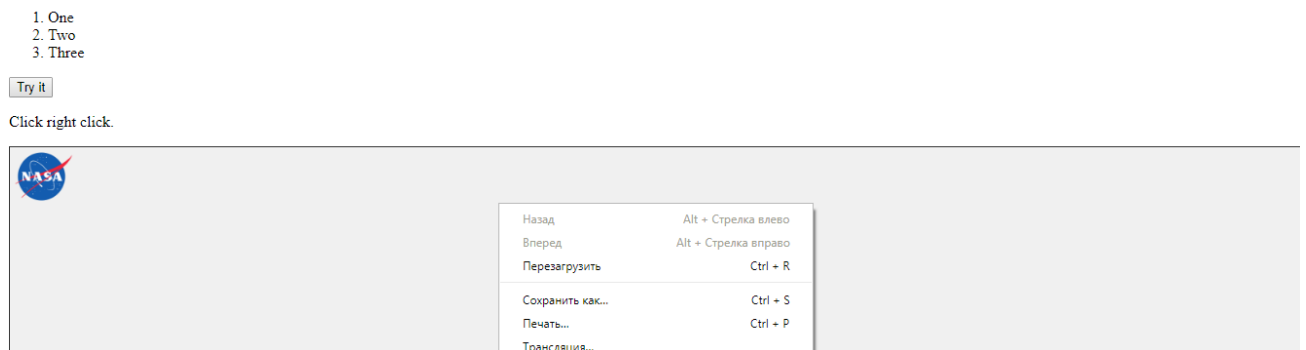 1. One
2. Two
3. Three
Try it
Click right click.
NASA
Назад Alt + Стрелка влево
Вперед Alt + Стрелка вправо
Перезагрузить Ctrl + R
Сохранить как... Ctrl + S
Печать... Ctrl + P
Трансляция...